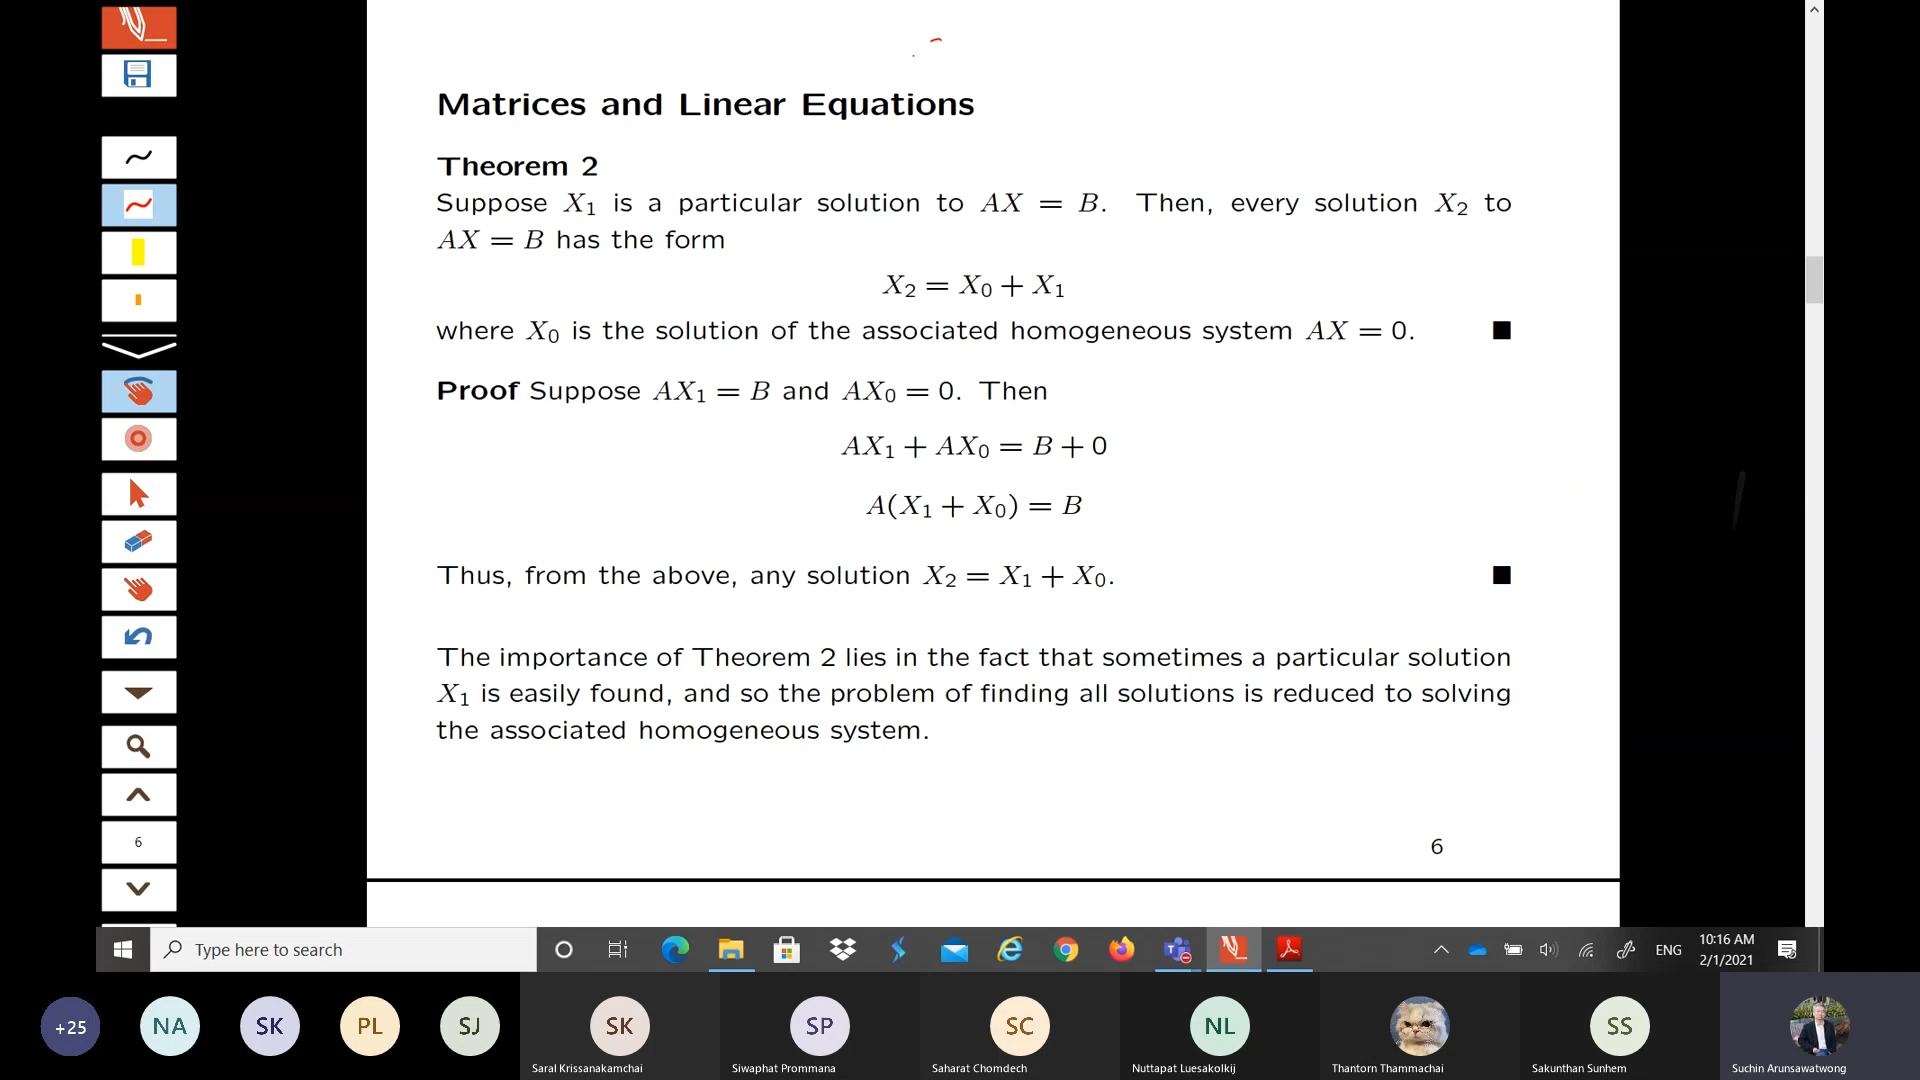 Matrices and Linear Equations
Theorem 2
Suppose X₁ is a particular solution to AX = B. Then, every solution X₂ to
AX = B has the form
X₂ = X₀ + X₁
where X₀ is the solution of the associated homogeneous system AX = 0. ■
Proof Suppose AX₁ = B and AX₀ = 0. Then
AX₁ + AX₀ = B + 0
A(X₁ + X₀) = B
Thus, from the above, any solution X₂ = X₁ + X₀. ■
The importance of Theorem 2 lies in the fact that sometimes a particular solution
X₁ is easily found, and so the problem of finding all solutions is reduced to solving
the associated homogeneous system.
6
6
Type here to search
ENG
10:16 AM
2/1/2021
+25
NA
SK
PL
SJ
SK
SP
SC
NL
SS
Saral Krissanakamchai
Siwaphat Prommana
Saharat Chomdech
Nuttapat Luesakolkij
Thantorn Thammachai
Sakunthan Sunhem
Suchin Arunsawatwong